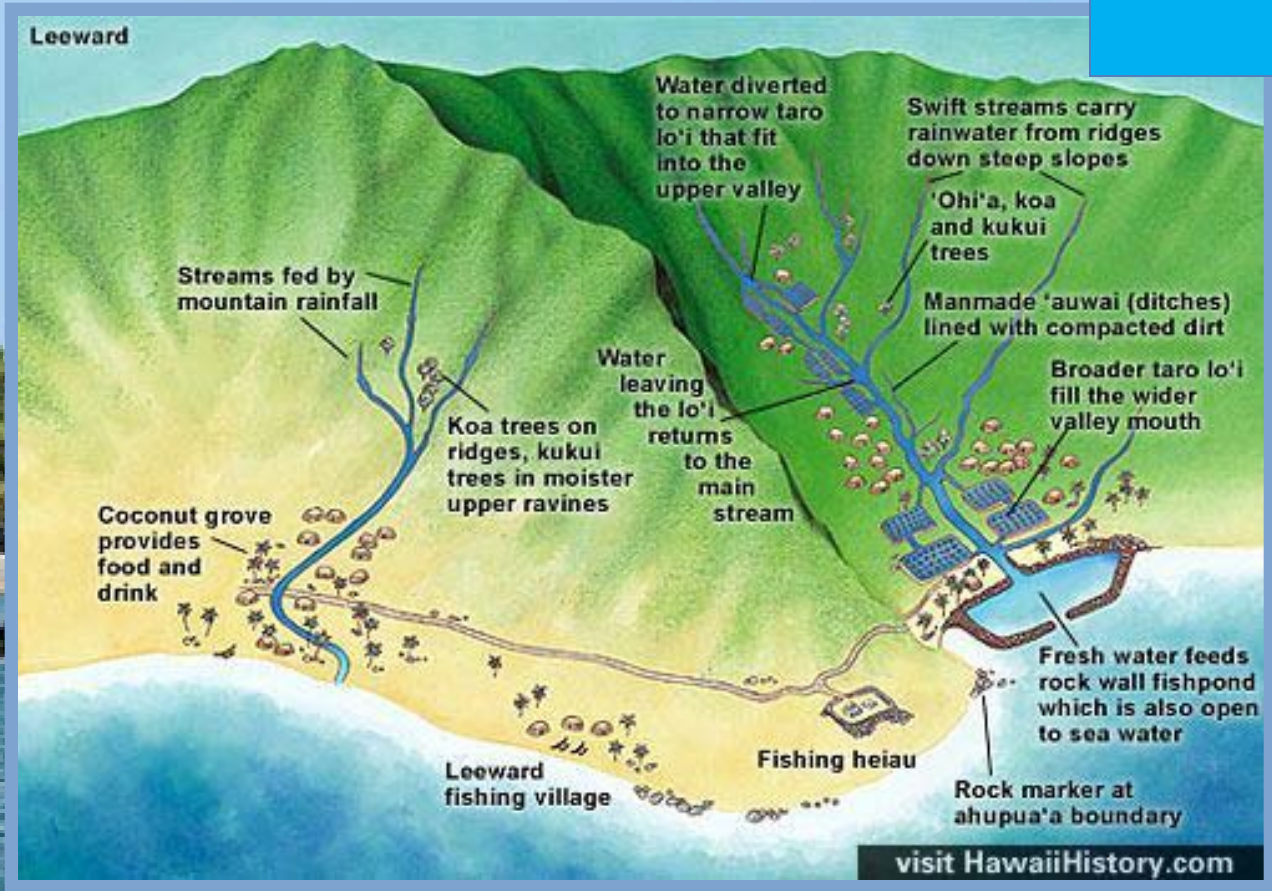 Leeward
Water diverted
to narrow taro
lo‘i that fit
into the
upper valley
Swift streams carry
rainwater from ridges
down steep slopes
‘Ohi‘a, koa
and kukui
trees
Streams fed by
mountain rainfall
Manmade ‘auwai (ditches)
lined with compacted dirt
Water
leaving
the lo‘i
returns
to the
main
stream
Broader taro lo‘i
fill the wider
valley mouth
Koa trees on
ridges, kukui
trees in moister
upper ravines
Coconut grove
provides
food and
drink
Fresh water feeds
rock wall fishpond
which is also open
to sea water
Fishing heiau
Leeward
fishing village
Rock marker at
ahupua‘a boundary
visit HawaiiHistory.com